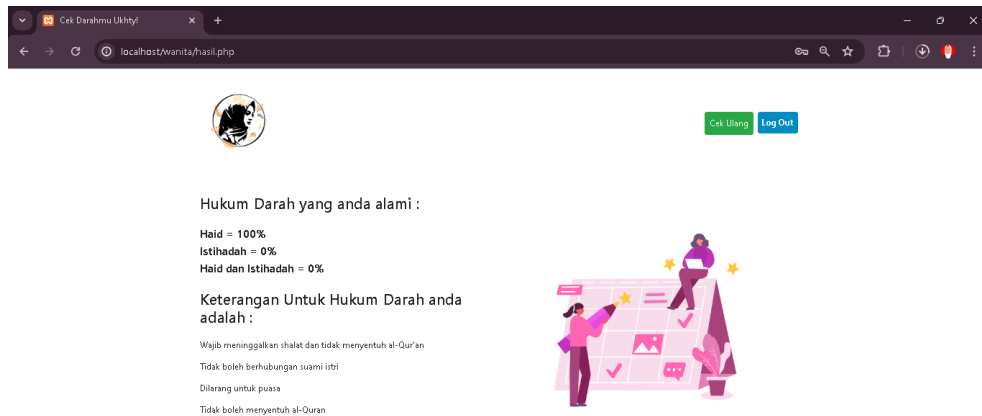 Cek Darahmu Ukhty!
localhost/wanita/hasil.php
Cek Ulang
Log Out
Hukum Darah yang anda alami :
Haid = 100%
Istihadah = 0%
Haid dan Istihadah = 0%
Keterangan Untuk Hukum Darah anda
adalah :
Wajib meninggalkan shalat dan tidak menyentuh al-Qur'an
Tidak boleh berhubungan suami istri
Dilarang untuk puasa
Tidak boleh menyentuh al-Quran